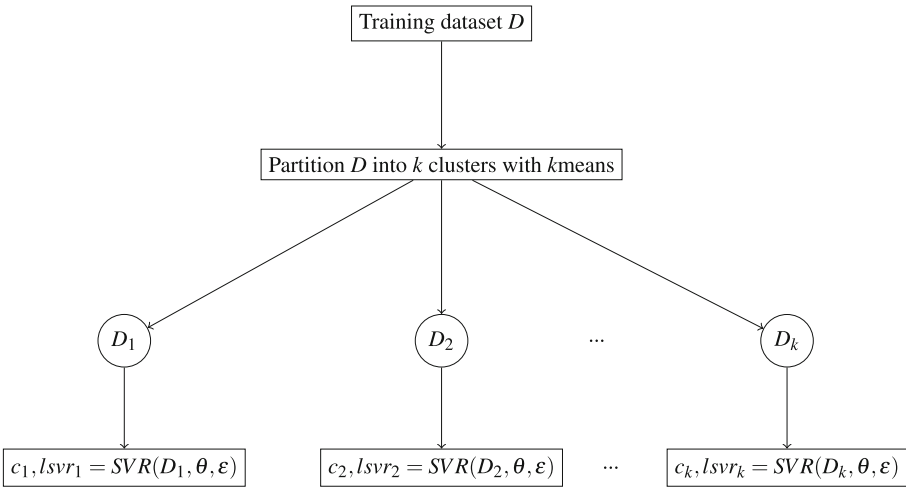 Training dataset D
Partition D into k clusters with kmeans
D₁ D₂ ... Dₖ
c₁, lsvr₁ = SVR(D₁, θ, ε) c₂, lsvr₂ = SVR(D₂, θ, ε) ... cₖ, lsvrₖ = SVR(Dₖ, θ, ε)